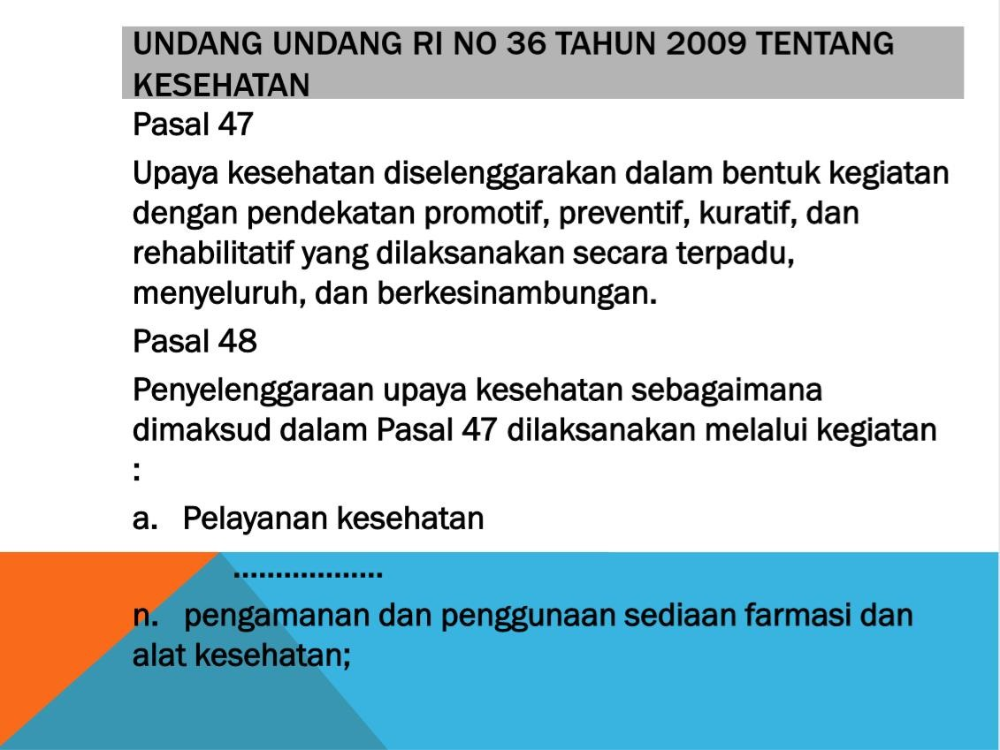 UNDANG UNDANG RI NO 36 TAHUN 2009 TENTANG
KESEHATAN
Pasal 47
Upaya kesehatan diselenggarakan dalam bentuk kegiatan
dengan pendekatan promotif, preventif, kuratif, dan
rehabilitatif yang dilaksanakan secara terpadu,
menyeluruh, dan berkesinambungan.
Pasal 48
Penyelenggaraan upaya kesehatan sebagaimana
dimaksud dalam Pasal 47 dilaksanakan melalui kegiatan
:
a. Pelayanan kesehatan
..................
n. pengamanan dan penggunaan sediaan farmasi dan
alat kesehatan;